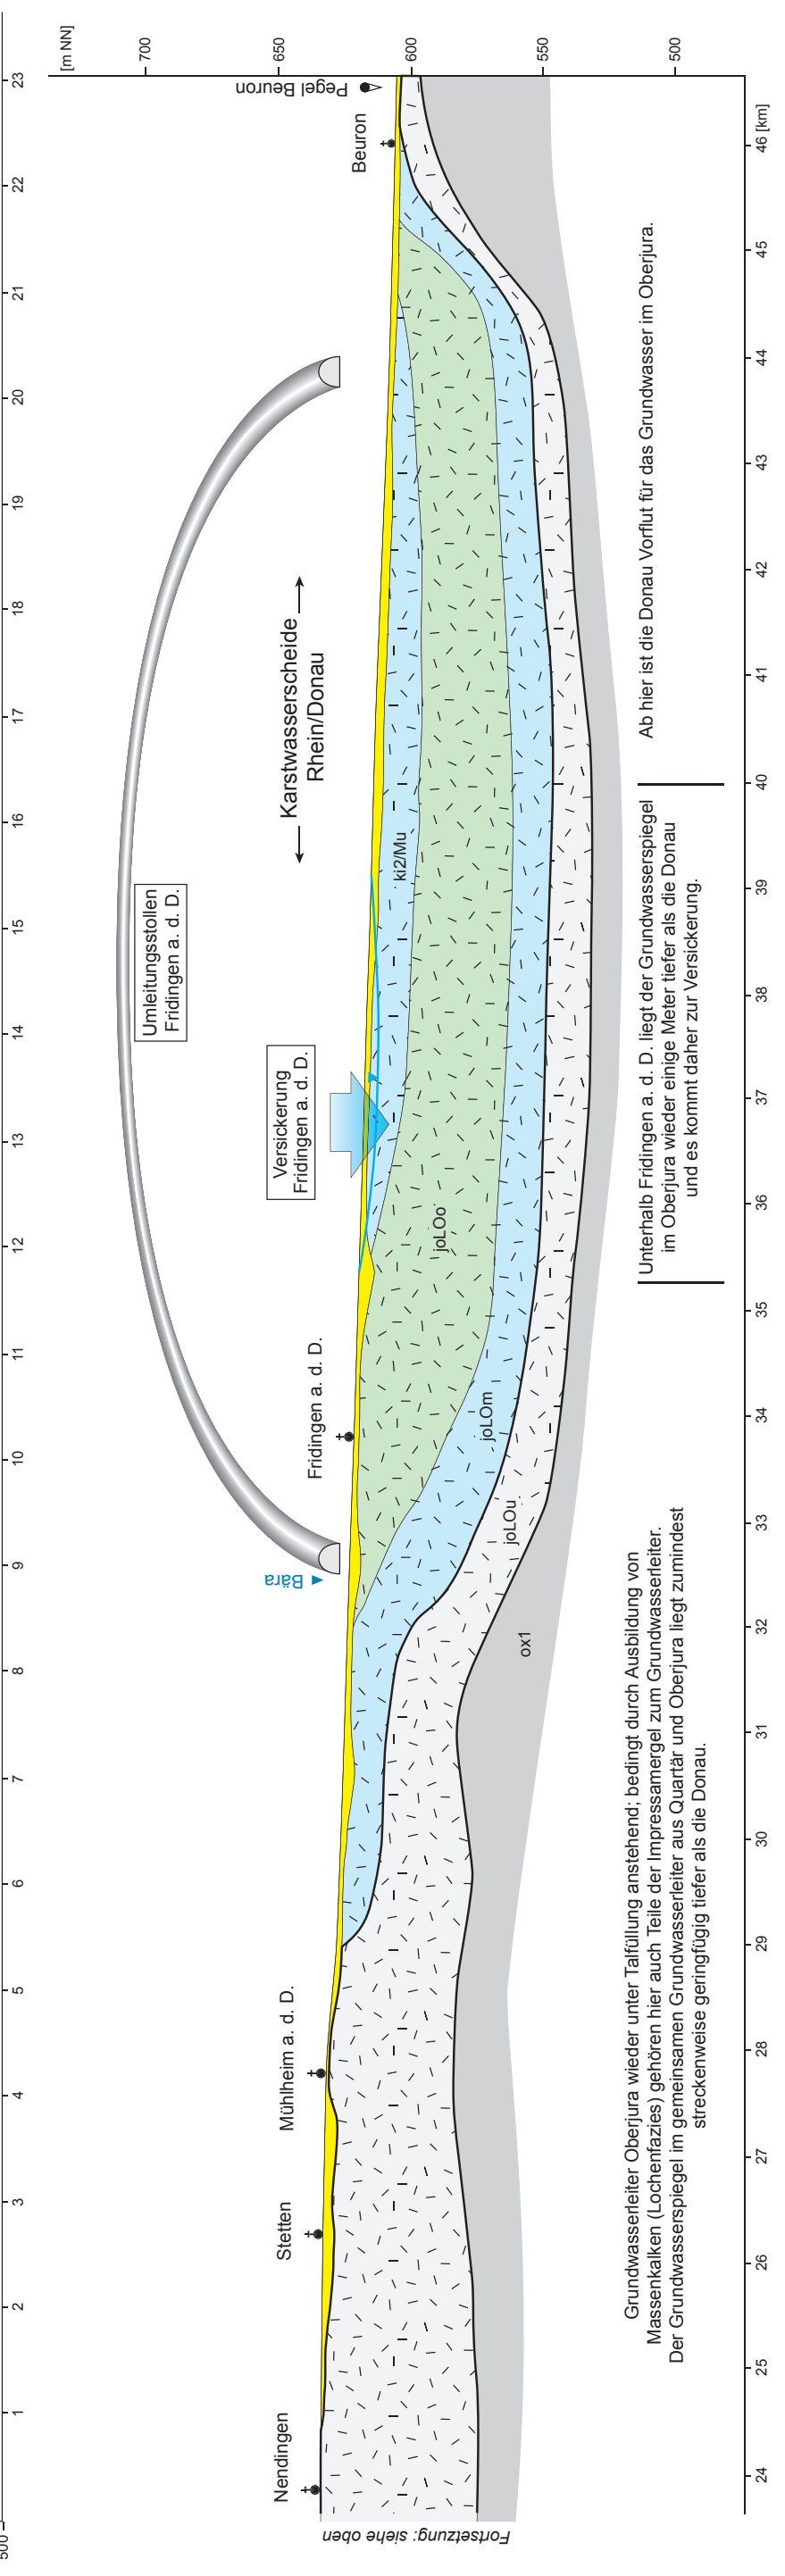 500
1 2 3 4 5 6 7 8 9 10 11 12 13 14 15 16 17 18 19 20 21 22 23
[m NN]
700
650
600
550
500
Umleitungsstollen
Fridingen a. d. D.
Karstwasserscheide
Rhein/Donau
Versickerung
Fridingen a. d. D.
Nendingen
Stetten
Mühlheim a. d. D.
Bära
Fridingen a. d. D.
Beuron
Pegel Beuron
ki2/Mu
joLOo
joLOm
joLOu
ox1
Fortsetzung: siehe oben
Grundwasserleiter Oberjura wieder unter Talfüllung anstehend; bedingt durch Ausbildung von
Massenkalken (Lochenfazies) gehören hier auch Teile der Impressamergel zum Grundwasserleiter.
Der Grundwasserspiegel im gemeinsamen Grundwasserleiter aus Quartär und Oberjura liegt zumindest
streckenweise geringfügig tiefer als die Donau.
Unterhalb Fridingen a. d. D. liegt der Grundwasserspiegel
im Oberjura wieder einige Meter tiefer als die Donau
und es kommt daher zur Versickerung.
Ab hier ist die Donau Vorflut für das Grundwasser im Oberjura.
24 25 26 27 28 29 30 31 32 33 34 35 36 37 38 39 40 41 42 43 44 45 46 [km]